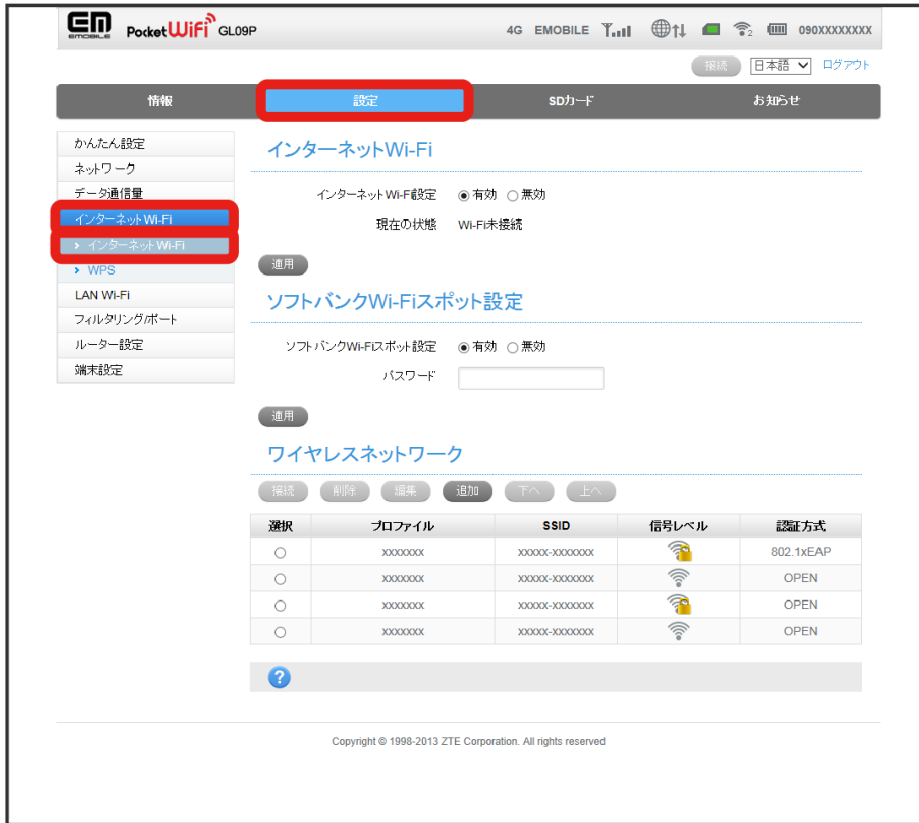 EM EMOBILE Pocket WiFi GL09P 4G EMOBILE 2 090XXXXXXXX
接続 日本語 ログアウト
情報 設定 SDカード お知らせ
かんたん設定
ネットワーク
データ通信量
インターネットWi-Fi
› インターネットWi-Fi
› WPS
LAN Wi-Fi
フィルタリング/ポート
ルーター設定
端末設定
インターネットWi-Fi
インターネットWi-Fi設定 有効 無効
現在の状態 Wi-Fi未接続
適用
ソフトバンクWi-Fiスポット設定
ソフトバンクWi-Fiスポット設定 有効 無効
パスワード
適用
ワイヤレスネットワーク
接続 削除 編集 追加 下へ 上へ
選択 プロファイル SSID 信号レベル 認証方式
xxxxxxx xxxxx-xxxxxxx 802.1xEAP
xxxxxxx xxxxx-xxxxxxx OPEN
xxxxxxx xxxxx-xxxxxxx OPEN
xxxxxxx xxxxx-xxxxxxx OPEN
?
Copyright © 1998-2013 ZTE Corporation. All rights reserved